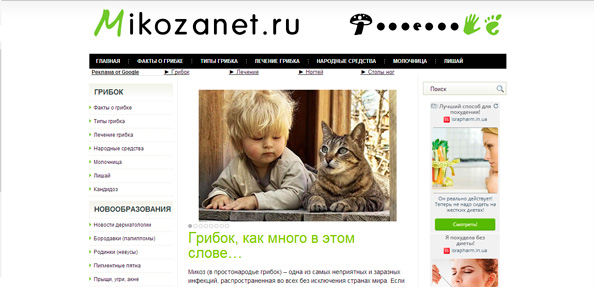 Mikozanet.ru
ГЛАВНАЯ ФАКТЫ О ГРИБКЕ ТИПЫ ГРИБКА ЛЕЧЕНИЕ ГРИБКА НАРОДНЫЕ СРЕДСТВА МОЛОЧНИЦА ЛИШАЙ
Реклама от Google ► Грибок ► Лечение ► Ногтей ► Стопы ног
ГРИБОК
Факты о грибке
Типы грибка
Лечение грибка
Народные средства
Молочница
Лишай
Кандидоз
НОВООБРАЗОВАНИЯ
Новости дерматологии
Бородавки (папилломы)
Родинки (невусы)
Пигментные пятна
Прыщи, угри, акне
Грибок, как много в этом
слове…
Микоз (в простонародье грибок) – одна из самых неприятных и заразных
инфекций, распространенная во всех без исключения странах мира. Если
Поиск
Лучший способ для
похудения!
israpharm.in.ua
Он реально действует!
Теперь не надо сидеть на
жестких диетах!
Смотреть!
Я похудела без
диеты!
israpharm.in.ua